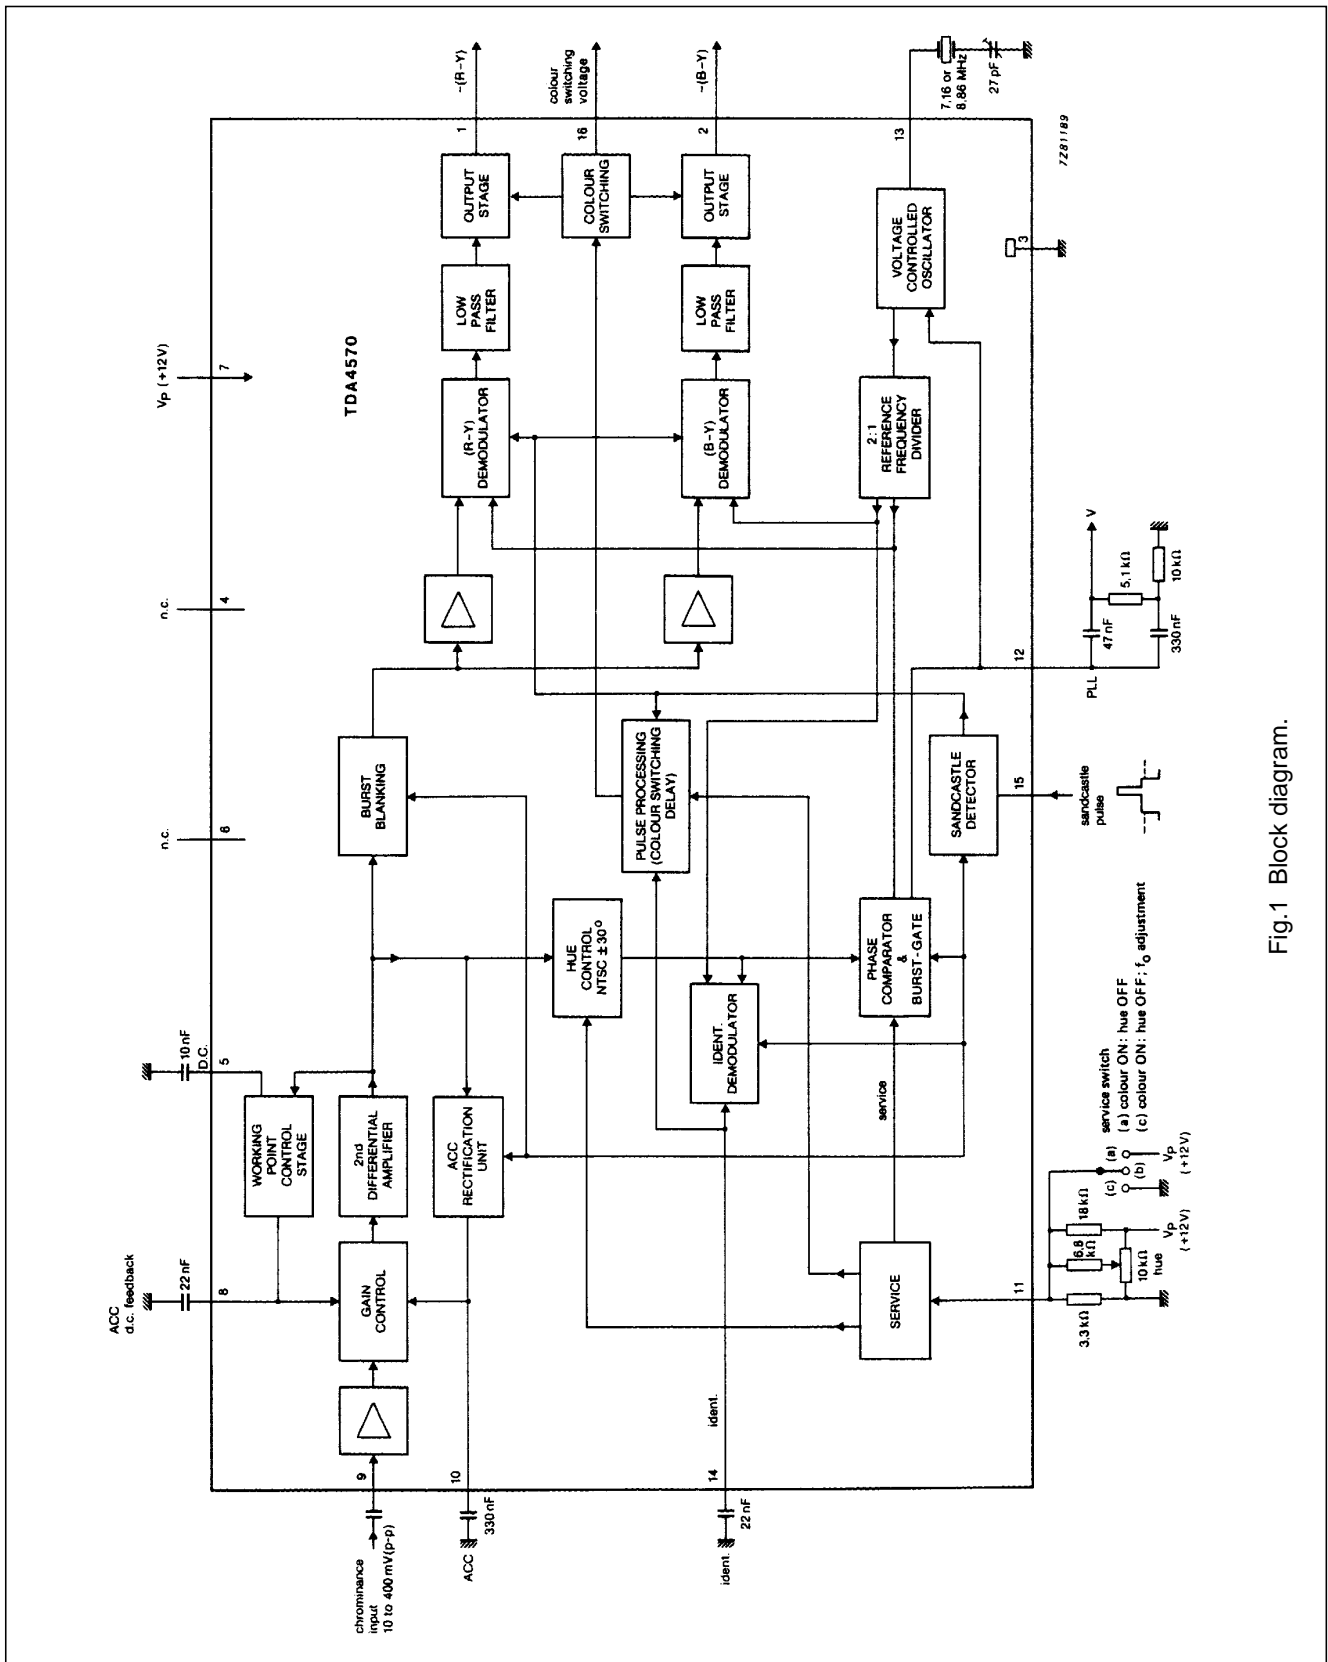 ACC
d.c. feedback
22 nF
8
10 nF
D.C.
5
n.c.
6
n.c.
4
Vp (+12V)
7
TDA4570
chrominance
input
10 to 400 mV(p-p)
9
GAIN
CONTROL
WORKING
POINT
CONTROL
STAGE
2nd
DIFFERENTIAL
AMPLIFIER
ACC
RECTIFICATION
UNIT
BURST
BLANKING
(R-Y)
DEMODULATOR
LOW
PASS
FILTER
OUTPUT
STAGE
1
-(R-Y)
ACC
330 nF
10
HUE
CONTROL
NTSC ± 30°
PULSE PROCESSING
(COLOUR SWITCHING
DELAY)
COLOUR
SWITCHING
16
colour
switching
voltage
ident.
22 nF
14
ident.
IDENT.
DEMODULATOR
(B-Y)
DEMODULATOR
LOW
PASS
FILTER
OUTPUT
STAGE
2
-(B-Y)
SERVICE
service
PHASE
COMPARATOR
&
BURST-GATE
SANDCASTLE
DETECTOR
2:1
REFERENCE
FREQUENCY
DIVIDER
VOLTAGE
CONTROLLED
OSCILLATOR
13
7,16 or
8,86 MHz
27 pF
11
3,3 kΩ
6,8
kΩ
18 kΩ
10 kΩ
hue
Vp
(+12V)
(c)
(a)
(b)
Vp
(+12V)
service switch
(a) colour ON; hue OFF
(c) colour ON; hue OFF; fo adjustment
15
sandcastle
pulse
12
PLL
47 nF
330 nF
5,1 kΩ
10 kΩ
V
3
7Z81189
Fig.1 Block diagram.